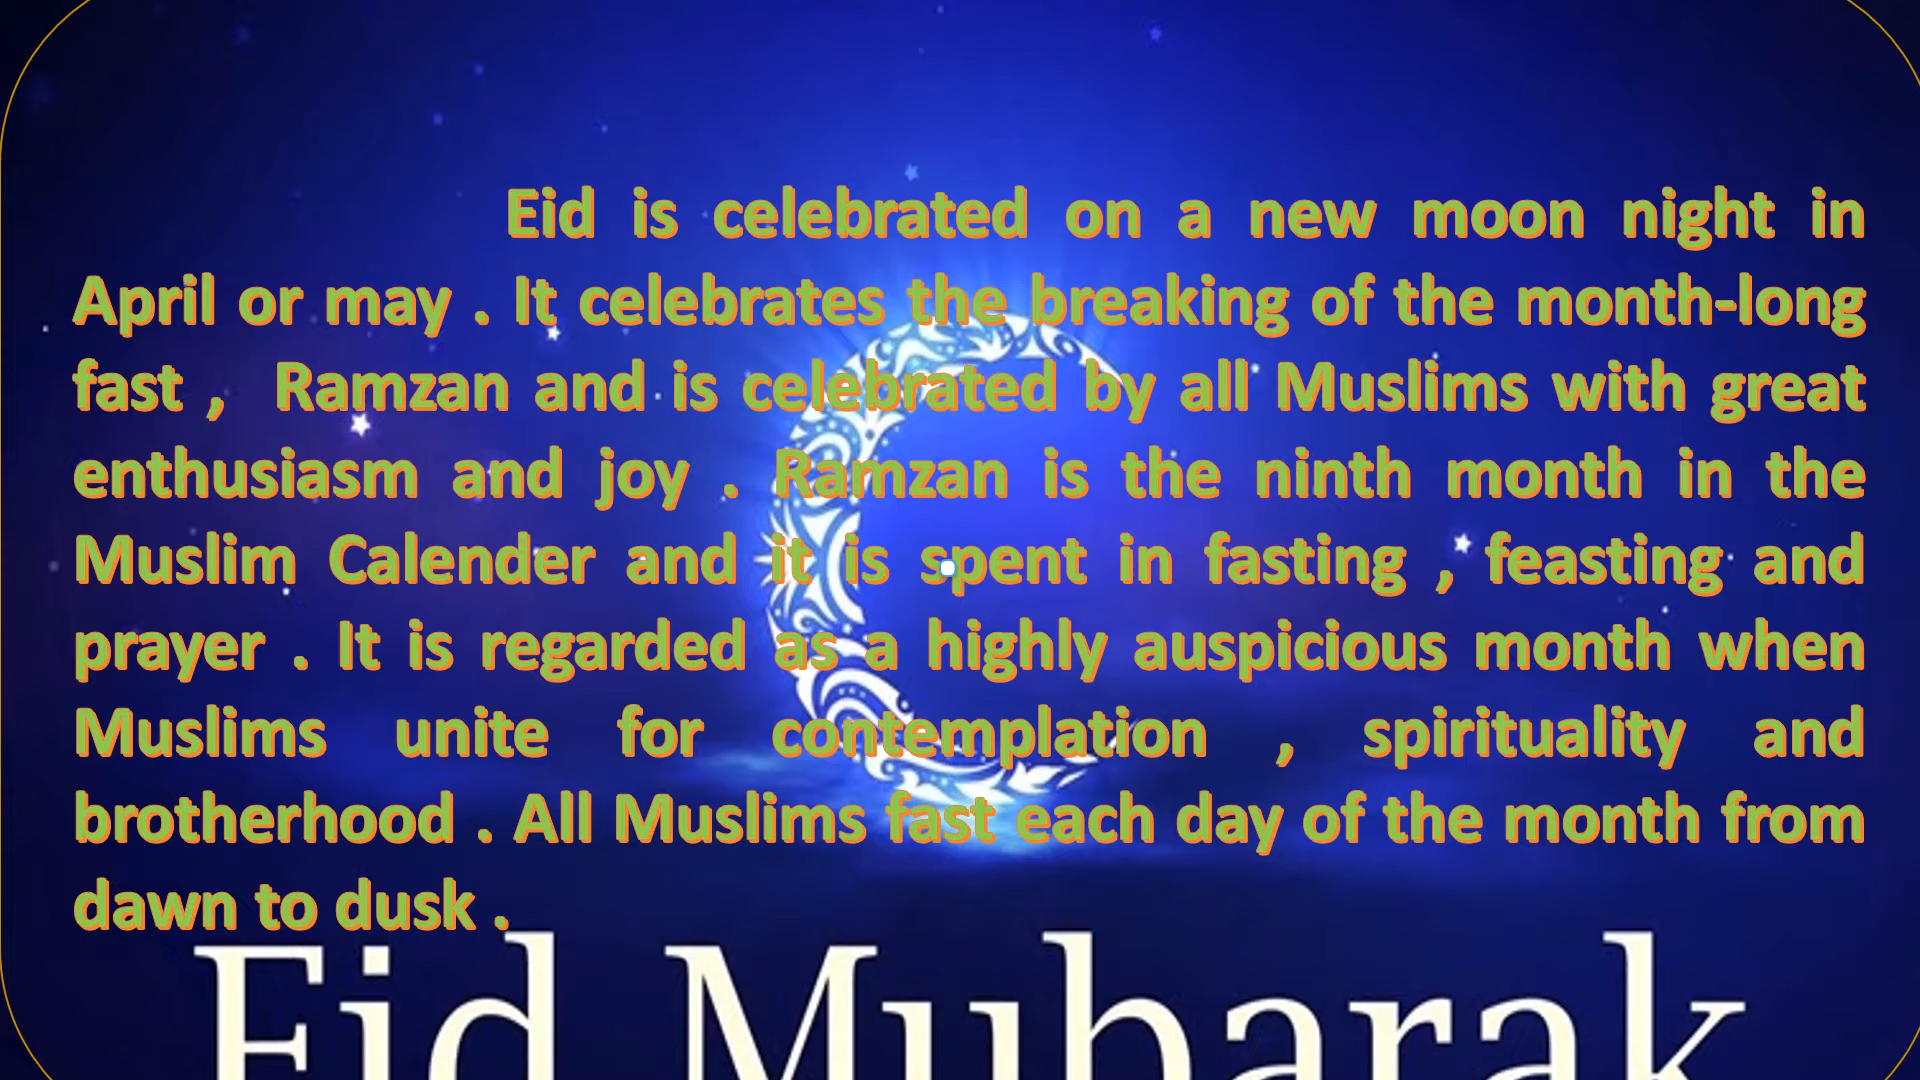 Eid is celebrated on a new moon night in
April or may . It celebrates the breaking of the month-long
fast , Ramzan and is celebrated by all Muslims with great
enthusiasm and joy . Ramzan is the ninth month in the
Muslim Calender and it is spent in fasting , feasting and
prayer . It is regarded as a highly auspicious month when
Muslims unite for contemplation , spirituality and
brotherhood . All Muslims fast each day of the month from
dawn to dusk .
Eid Mubarak